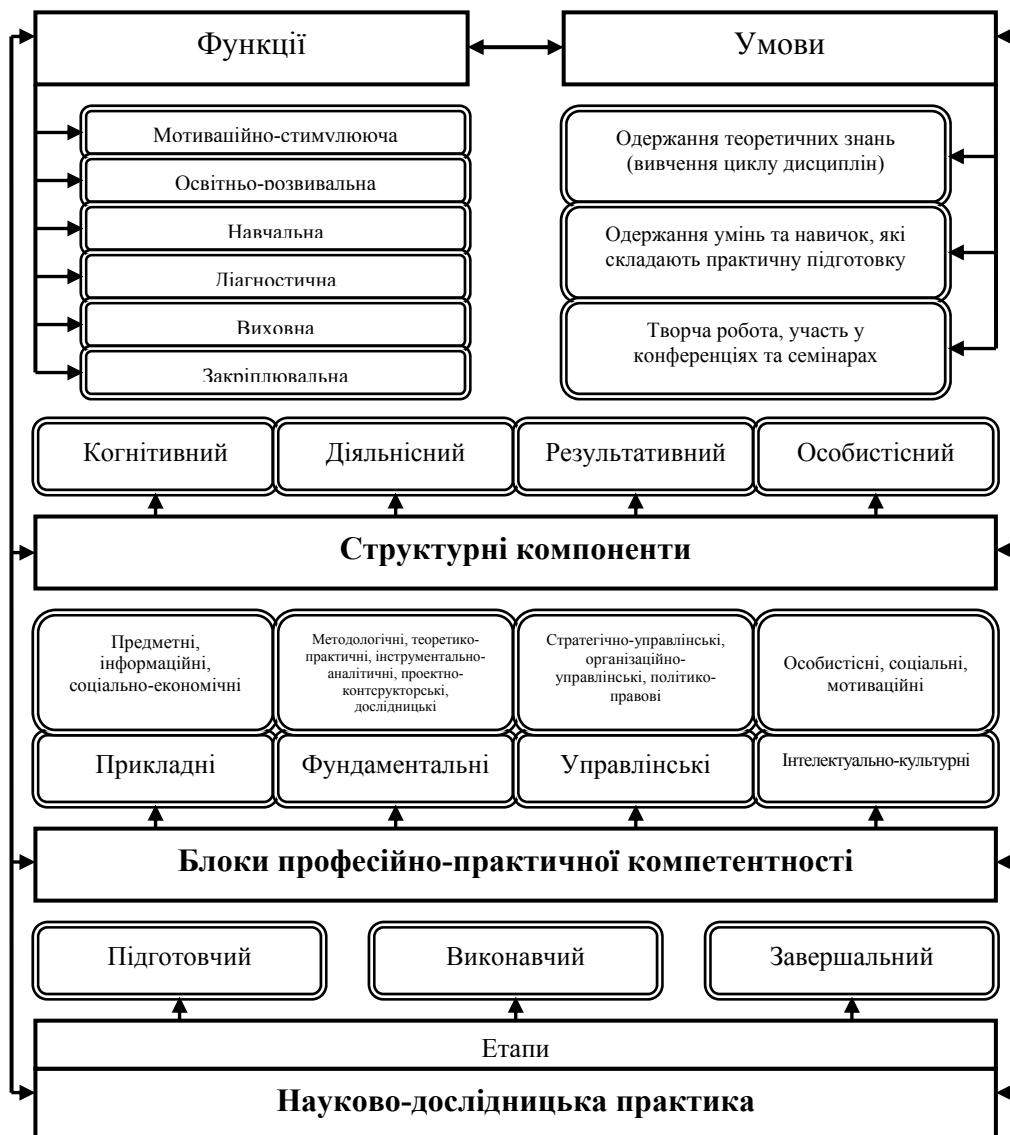 Функції
Умови
Мотиваційно-стимулююча
Освітньо-розвивальна
Навчальна
Діагностична
Виховна
Закріплювальна
Одержання теоретичних знань
(вивчення циклу дисциплін)
Одержання умінь та навичок, які
складають практичну підготовку
Творча робота, участь у
конференціях та семінарах
Когнітивний
Діяльнісний
Результативний
Особистісний
Структурні компоненти
Предметні,
інформаційні,
соціально-економічні
Методологічні, теоретико-
практичні, інструментально-
аналітичні, проектно-
контсрукторські,
дослідницькі
Стратегічно-управлінські,
організаційно-
управлінські, політико-
правові
Особистісні, соціальні,
мотиваційні
Прикладні
Фундаментальні
Управлінські
Інтелектуально-культурні
Блоки професійно-практичної компетентності
Підготовчий
Виконавчий
Завершальний
Етапи
Науково-дослідницька практика